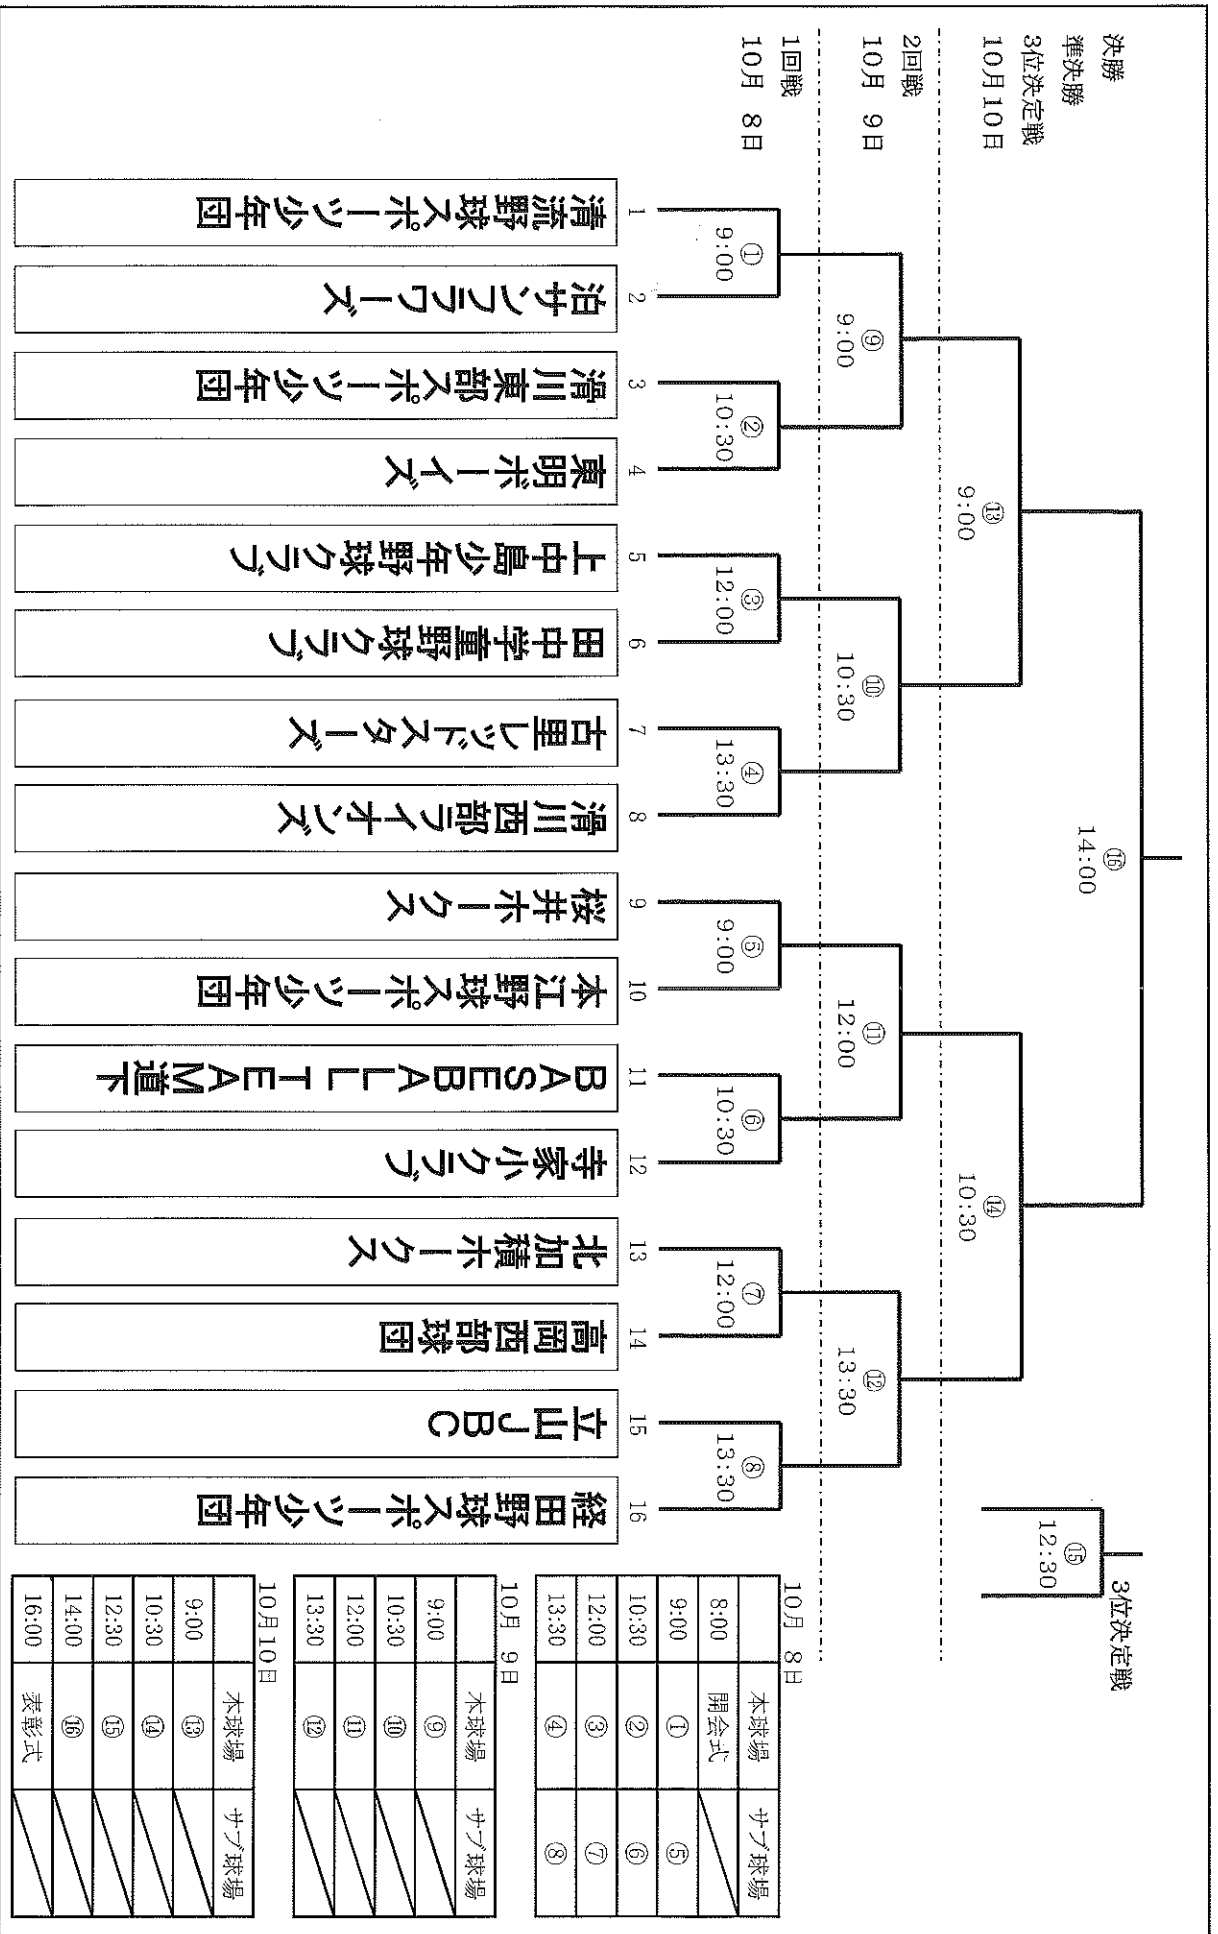 決勝
準決勝
3位決定戦
10月10日
2回戦
10月 9日
1回戦
10月 8日
⑯
14:00
⑬
9:00
⑭
10:30
3位決定戦
⑮
12:30
⑨
9:00
⑩
10:30
⑪
12:00
⑫
13:30
①
9:00
②
10:30
③
12:00
④
13:30
⑤
9:00
⑥
10:30
⑦
12:00
⑧
13:30
1 清流野球スポーツ少年団
2 泊サンフラワーズ
3 滑川東部スポーツ少年団
4 東明ボーイズ
5 上中島少年野球クラブ
6 田中学童野球クラブ
7 古里レッドスターズ
8 滑川西部ライオンズ
9 桜井ホークス
10 本江野球スポーツ少年団
11 BASEBALL TEAM道下
12 寺家小クラブ
13 北加積ホークス
14 高岡西部球団
15 立山JBC
16 経田野球スポーツ少年団
10月 8日
本球場 サブ球場
8:00 開会式
9:00 ① ⑤
10:30 ② ⑥
12:00 ③ ⑦
13:30 ④ ⑧
10月 9日
本球場 サブ球場
9:00 ⑨
10:30 ⑩
12:00 ⑪
13:30 ⑫
10月10日
本球場 サブ球場
9:00 ⑬
10:30 ⑭
12:30 ⑮
14:00 ⑯
16:00 表彰式